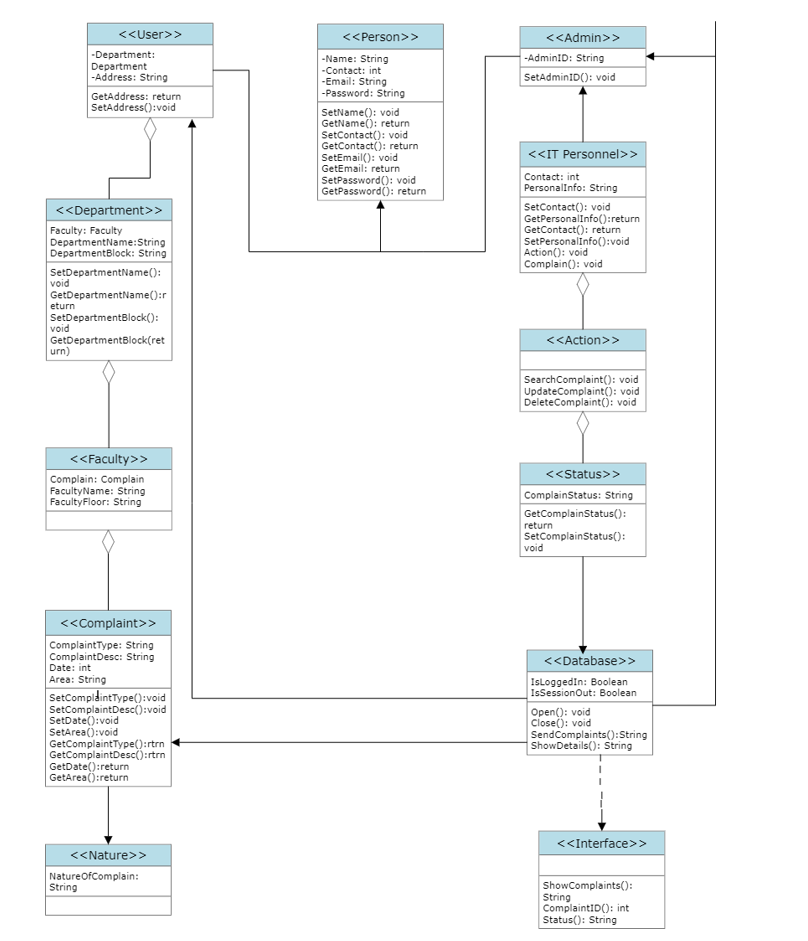 <<User>>
-Department:
Department
-Address: String
GetAddress: return
SetAddress():void
<<Person>>
-Name: String
-Contact: int
-Email: String
-Password: String
SetName(): void
GetName(): return
SetContact(): void
GetContact(): return
SetEmail(): void
GetEmail: return
SetPassword(): void
GetPassword(): return
<<Admin>>
-AdminID: String
SetAdminID(): void
<<IT Personnel>>
Contact: int
PersonalInfo: String
SetContact(): void
GetPersonalInfo():return
GetContact(): return
SetPersonalInfo():void
Action(): void
Complain(): void
<<Department>>
Faculty: Faculty
DepartmentName:String
DepartmentBlock: String
SetDepartmentName():
void
GetDepartmentName():r
eturn
SetDepartmentBlock():
void
GetDepartmentBlock(ret
urn)
<<Action>>
SearchComplaint(): void
UpdateComplaint(): void
DeleteComplaint(): void
<<Faculty>>
Complain: Complain
FacultyName: String
FacultyFloor: String
<<Status>>
ComplainStatus: String
GetComplainStatus():
return
SetComplainStatus():
void
<<Complaint>>
ComplaintType: String
ComplaintDesc: String
Date: int
Area: String
SetComplaintType():void
SetComplaintDesc():void
SetDate():void
SetArea():void
GetComplaintType():rtrn
GetComplaintDesc():rtrn
GetDate():return
GetArea():return
<<Database>>
IsLoggedIn: Boolean
IsSessionOut: Boolean
Open(): void
Close(): void
SendComplaints():String
ShowDetails(): String
<<Nature>>
NatureOfComplain:
String
<<Interface>>
ShowComplaints():
String
ComplaintID(): int
Status(): String